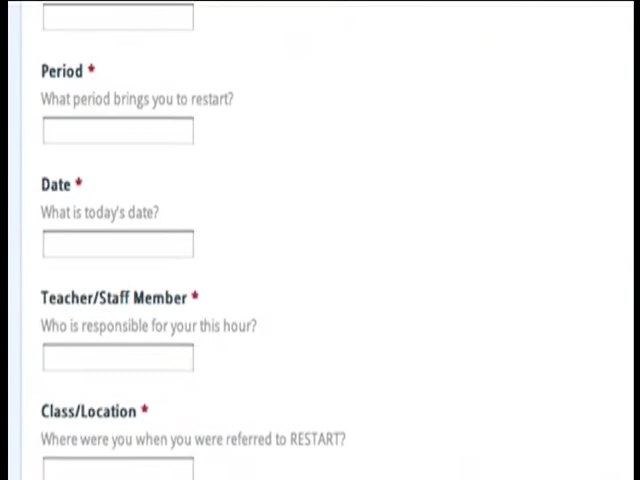 Period *
What period brings you to restart?
Date *
What is today's date?
Teacher/Staff Member *
Who is responsible for your this hour?
Class/Location *
Where were you when you were referred to RESTART?